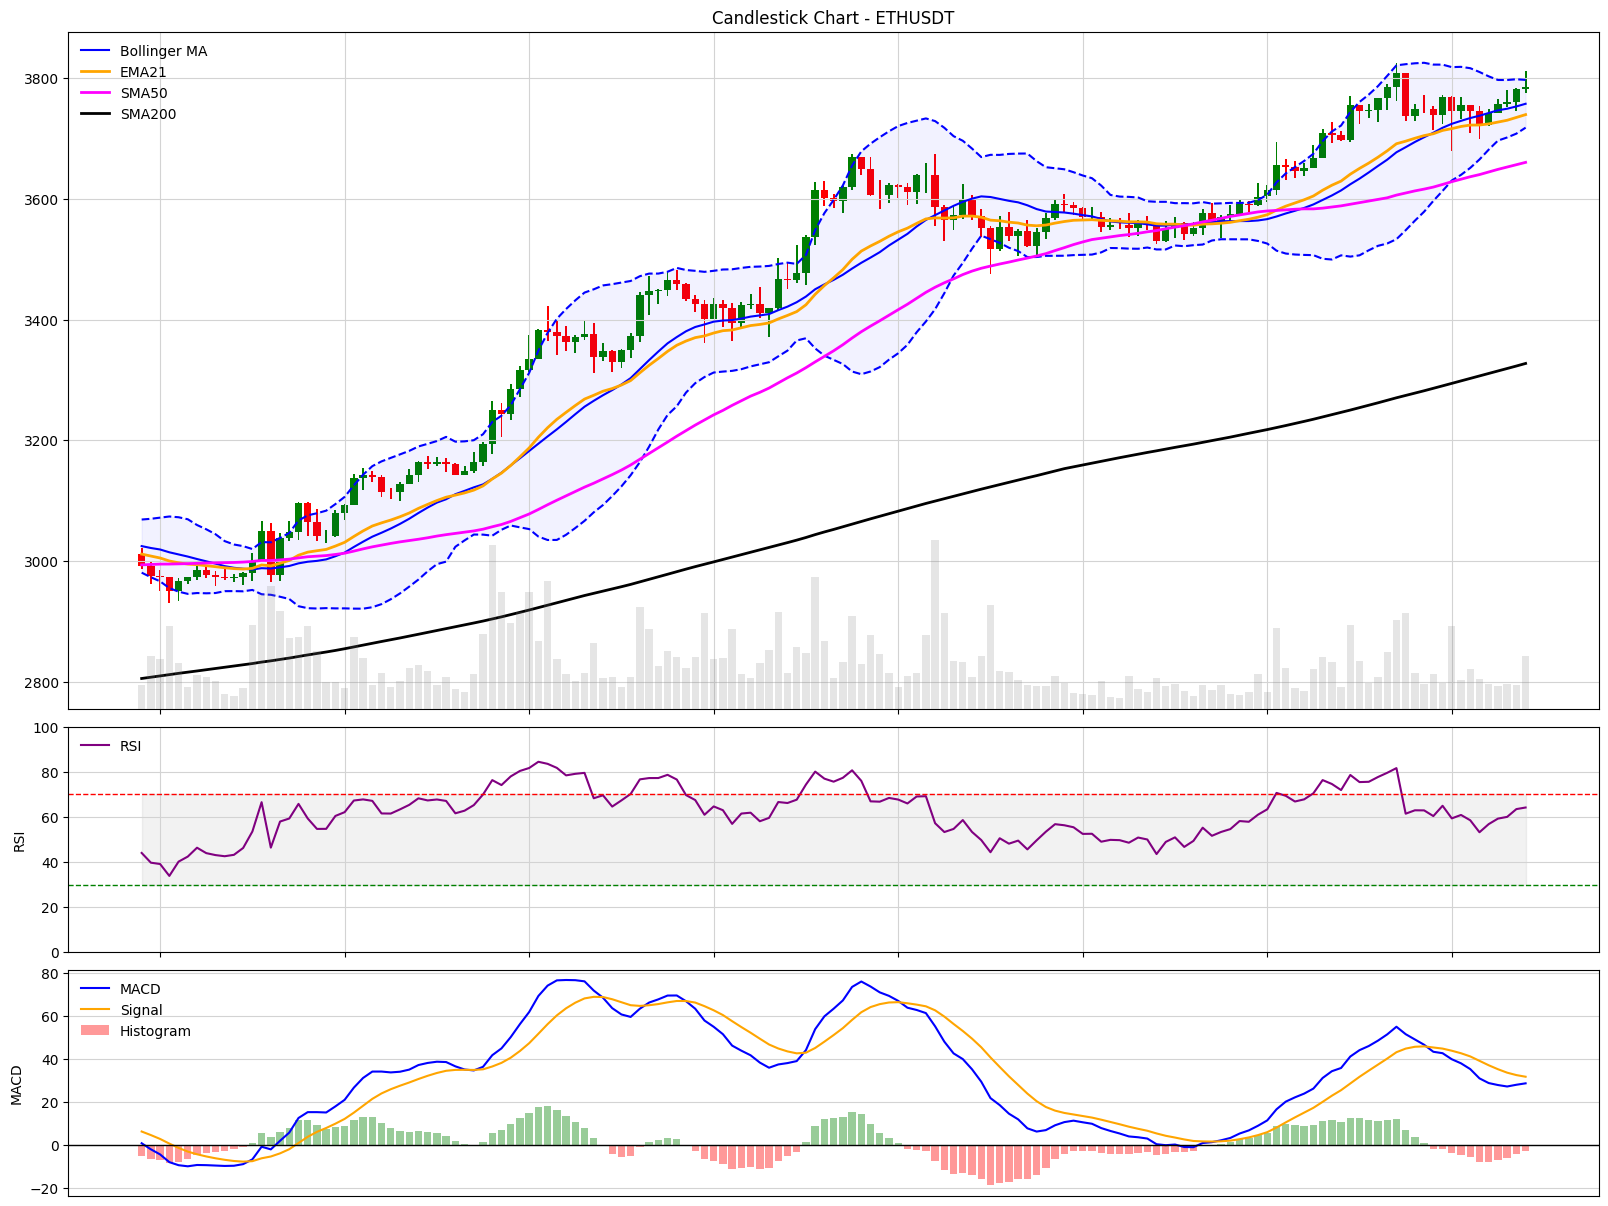 Candlestick Chart - ETHUSDT
Bollinger MA
EMA21
SMA50
SMA200
3800
3600
3400
3200
3000
2800
RSI
100
80
60
40
20
0
RSI
MACD
Signal
Histogram
80
60
40
20
0
−20
MACD